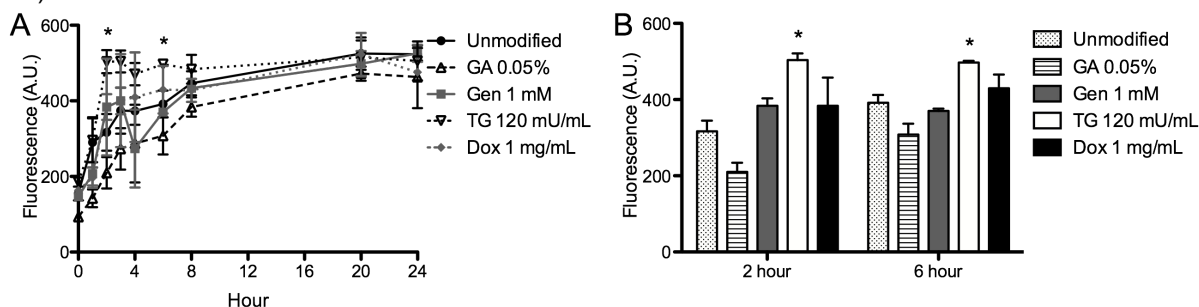 A
Fluorescence (A.U.)
600
400
200
0
* *
0 4 8 12 16 20 24
Hour
Unmodified
GA 0.05%
Gen 1 mM
TG 120 mU/mL
Dox 1 mg/mL
B
Fluorescence (A.U.)
600
400
200
0
* *
2 hour 6 hour
Unmodified
GA 0.05%
Gen 1 mM
TG 120 mU/mL
Dox 1 mg/mL